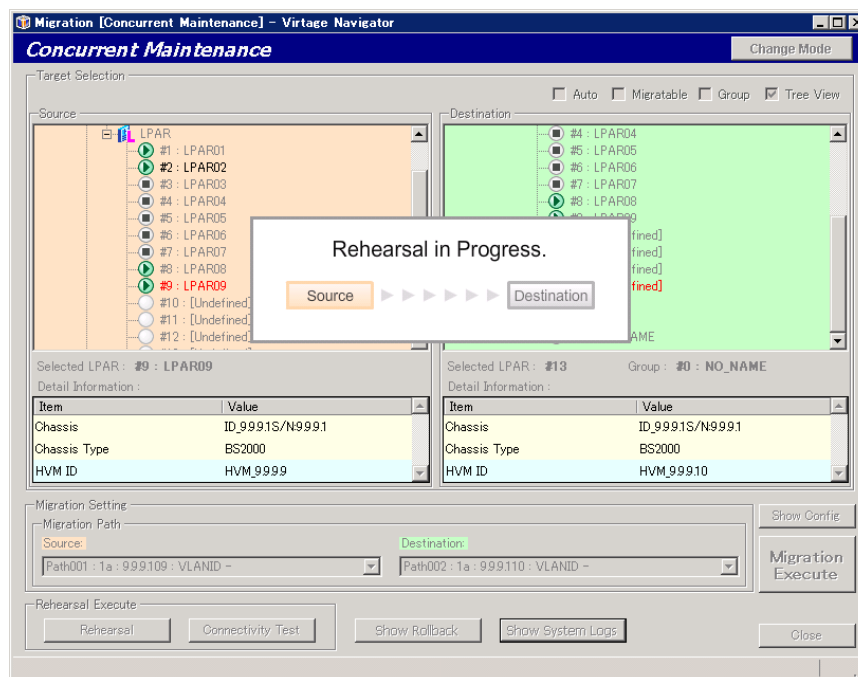 Migration [Concurrent Maintenance] - Virtage Navigator
Concurrent Maintenance
Change Mode
Target Selection
Auto Migratable Group Tree View
Source
LPAR
#1 : LPAR01
#2 : LPAR02
#3 : LPAR03
#4 : LPAR04
#5 : LPAR05
#6 : LPAR06
#7 : LPAR07
#8 : LPAR08
#9 : LPAR09
#10 : [Undefined]
#11 : [Undefined]
#12 : [Undefined]
Destination
#4 : LPAR04
#5 : LPAR05
#6 : LPAR06
#7 : LPAR07
#8 : LPAR08
fined]
fined]
fined]
fined]
AME
Rehearsal in Progress.
Source
Destination
Selected LPAR : #9 : LPAR09
Detail Information :
Item Value
Chassis ID_9.9.9.1S/N:9.9.9.1
Chassis Type BS2000
HVM ID HVM_9.9.9.9
Selected LPAR : #13 Group : #0 : NO_NAME
Detail Information :
Item Value
Chassis ID_9.9.9.1S/N:9.9.9.1
Chassis Type BS2000
HVM ID HVM_9.9.9.10
Migration Setting
Migration Path
Source:
Path001 : 1a : 9.9.9.109 : VLANID -
Destination:
Path002 : 1a : 9.9.9.110 : VLANID -
Show Config
Migration
Execute
Rehearsal Execute
Rehearsal
Connectivity Test
Show Rollback
Show System Logs
Close